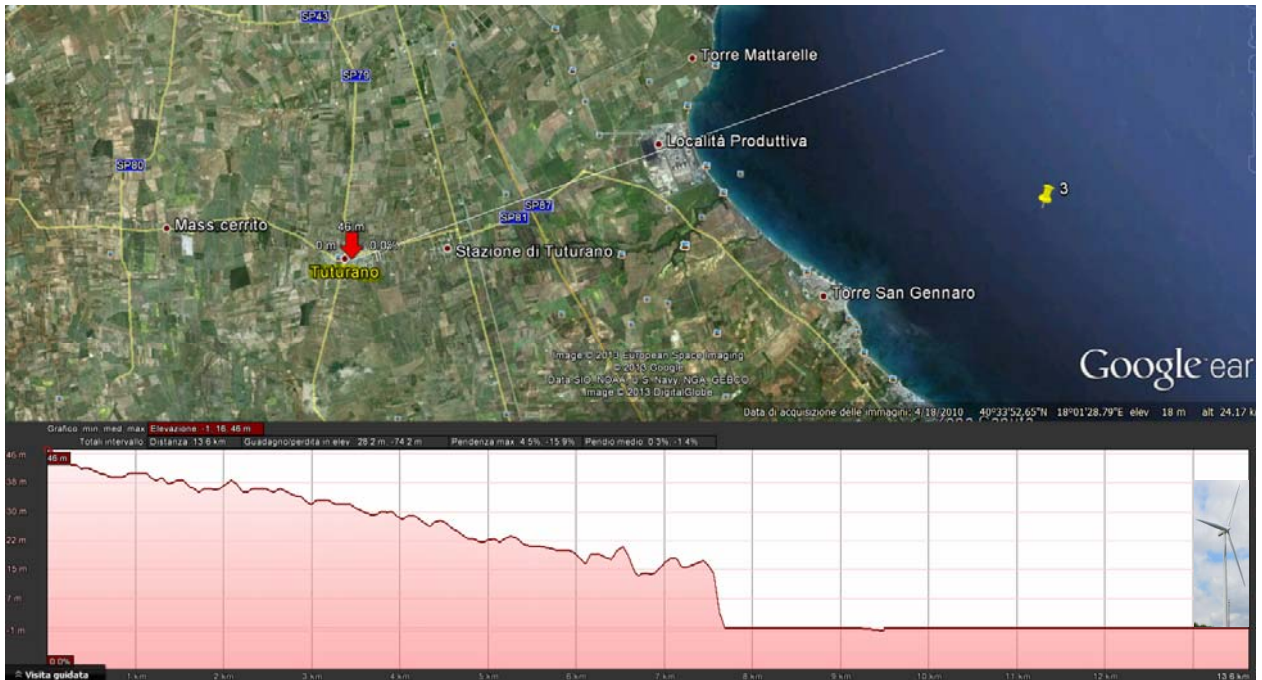 SP43
Torre Mattarelle
SP79
Località Produttiva
SP80
3
SP87
SP81
Mass.cerrito
46 m
0 m 0.0%
Stazione di Tuturano
Tuturano
Torre San Gennaro
Image © 2013 European Space Imaging
© 2013 Google
Data SIO, NOAA, U.S. Navy, NGA, GEBCO
Image © 2013 DigitalGlobe
Google ear
Data di acquisizione delle immagini: 4/18/2010 40°33'52.65"N 18°01'28.79"E elev 18 m alt 24.17 k
Grafico: min, med, max Elevazione: -1, 16, 46 m
Totali intervallo: Distanza: 13.6 km Guadagno/perdita in elev: 28.2 m, -74.2 m Pendenza max: 4.5%, -15.9% Pendio medio: 0.3%, -1.4%
46 m
46 m
38 m
30 m
22 m
15 m
7 m
-1 m
0.0%
Visita guidata
1 km 2 km 3 km 4 km 5 km 6 km 7 km 8 km 9 km 10 km 11 km 12 km 13.6 km